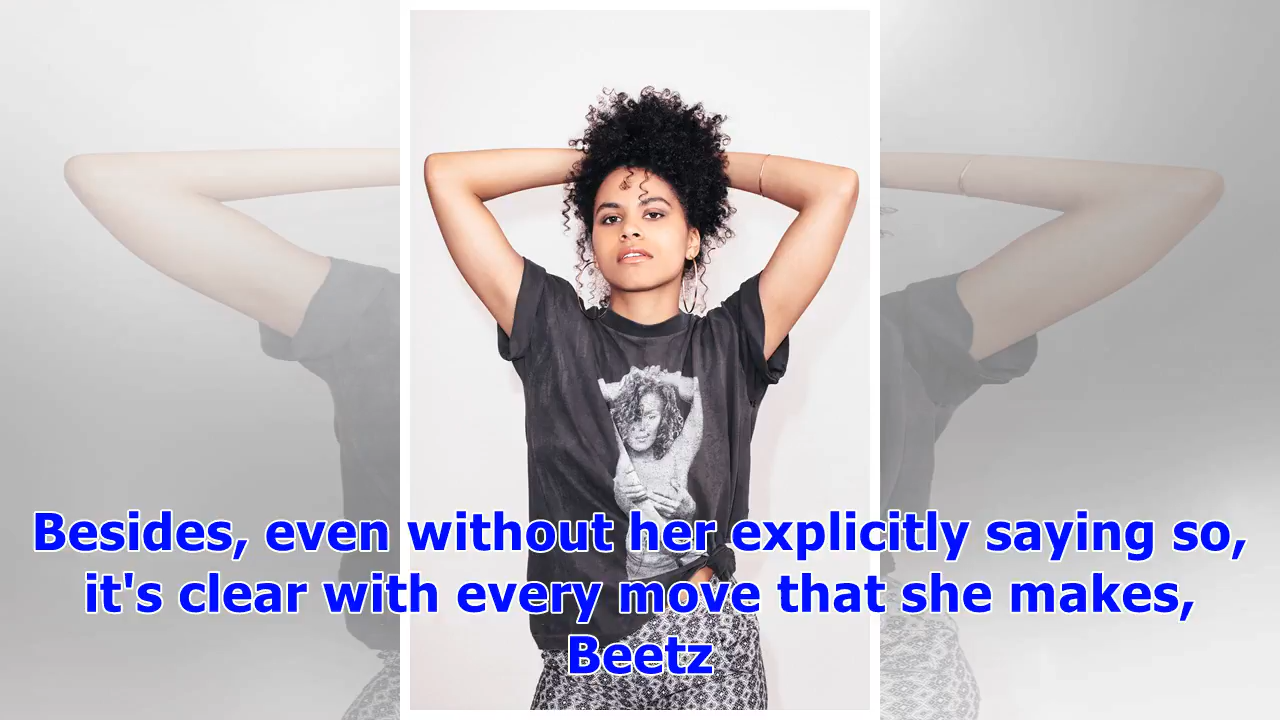 Besides, even without her explicitly saying so,
it's clear with every move that she makes,
Beetz